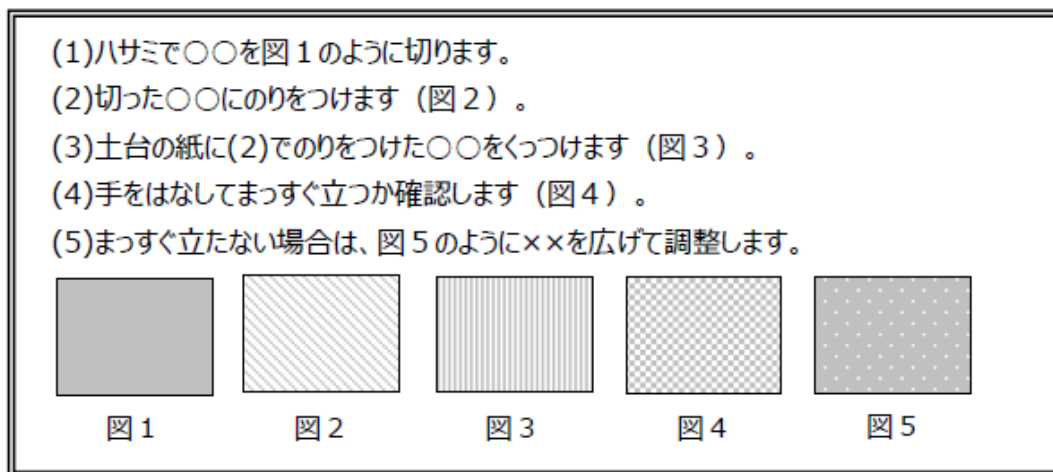 (1)ハサミで○○を図１のように切ります。
(2)切った○○にのりをつけます（図２）。
(3)土台の紙に(2)でのりをつけた○○をくっつけます（図３）。
(4)手をはなしてまっすぐ立つか確認します（図４）。
(5)まっすぐ立たない場合は、図５のように××を広げて調整します。
図１ 図２ 図３ 図４ 図５